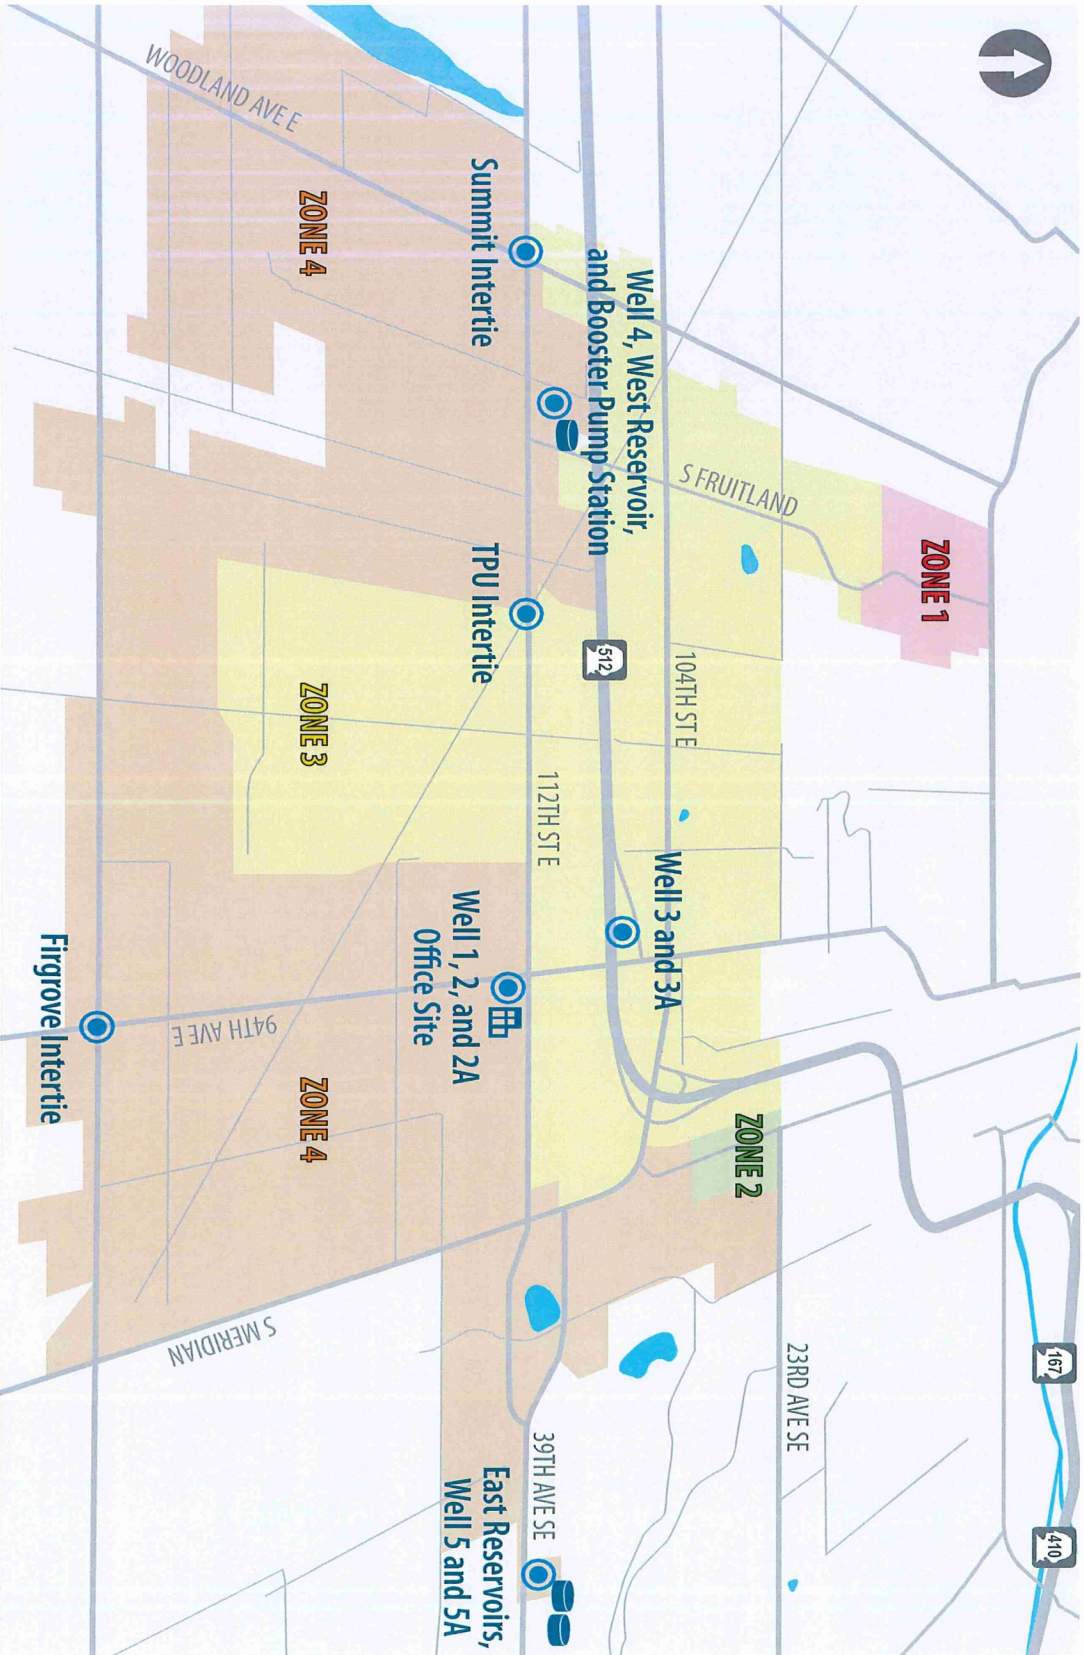 WOODLAND AVE E
ZONE 4
Summit Intertie
Well 4, West Reservoir,
and Booster Pump Station
S FRUITLAND
ZONE 1
TPU Intertie
512
104TH ST E
ZONE 3
112TH ST E
Well 3 and 3A
Well 1, 2, and 2A
Office Site
Firgrove Intertie
94TH AVE E
ZONE 4
ZONE 2
S MERIDIAN
23RD AVE SE
167
39TH AVE SE
410
East Reservoirs,
Well 5 and 5A